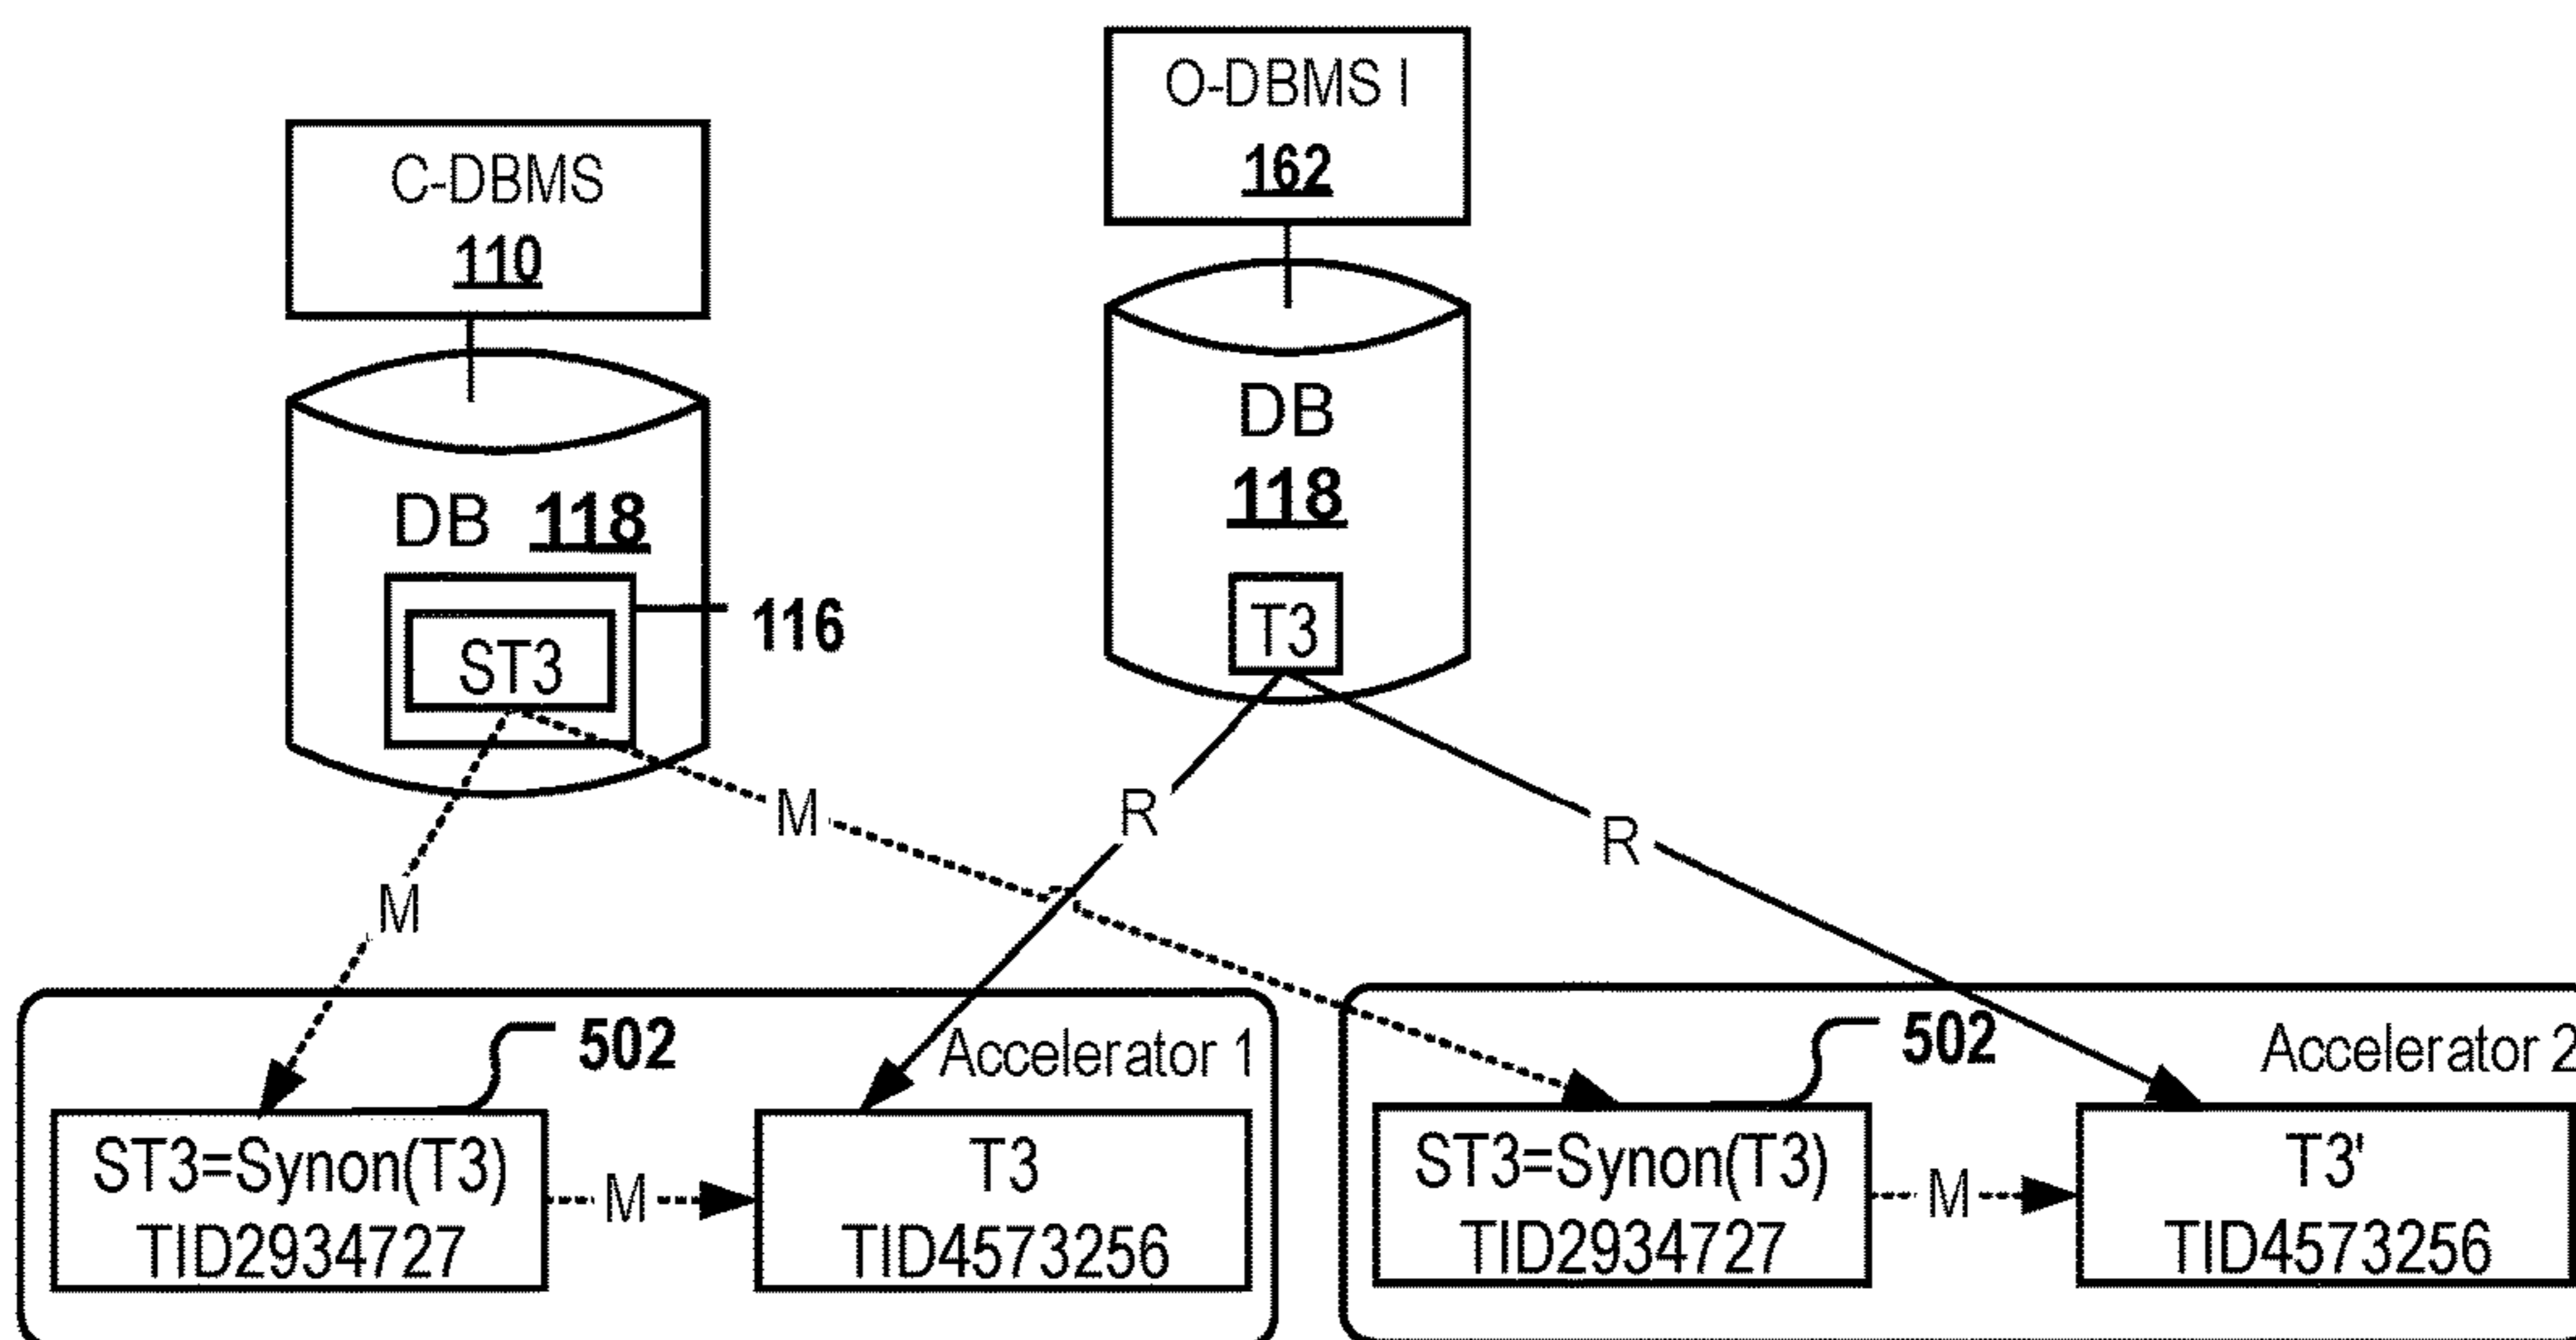 O-DBMS I
162
C-DBMS
110
DB
118
DB 118
116
ST3
T3
M
R
R
M
502
Accelerator 1
502
Accelerator 2
ST3=Synon(T3)
TID2934727
M
T3
TID4573256
ST3=Synon(T3)
TID2934727
M
T3'
TID4573256